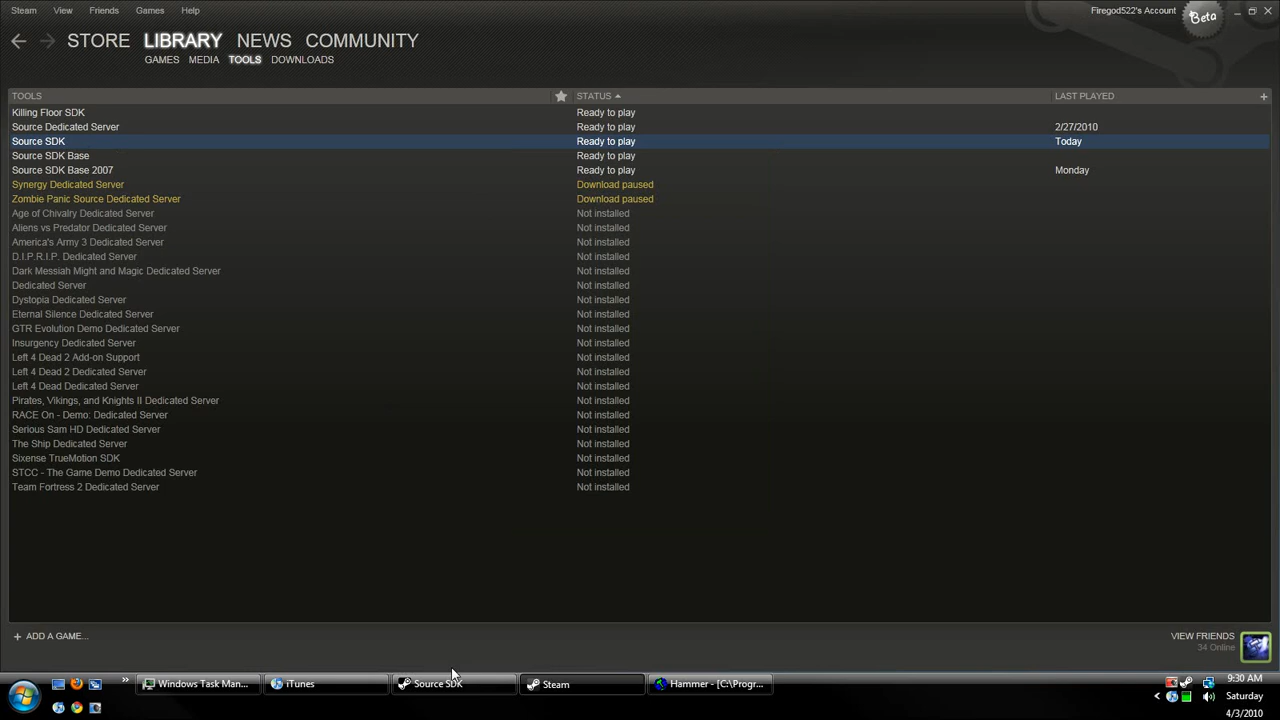 Steam View Friends Games Help Firegod522's Account Beta
STORE LIBRARY NEWS COMMUNITY
GAMES MEDIA TOOLS DOWNLOADS
TOOLS STATUS LAST PLAYED
Killing Floor SDK Ready to play
Source Dedicated Server Ready to play 2/27/2010
Source SDK Ready to play Today
Source SDK Base Ready to play
Source SDK Base 2007 Ready to play Monday
Synergy Dedicated Server Download paused
Zombie Panic Source Dedicated Server Download paused
Age of Chivalry Dedicated Server Not installed
Aliens vs Predator Dedicated Server Not installed
America's Army 3 Dedicated Server Not installed
D.I.P.R.I.P. Dedicated Server Not installed
Dark Messiah Might and Magic Dedicated Server Not installed
Dedicated Server Not installed
Dystopia Dedicated Server Not installed
Eternal Silence Dedicated Server Not installed
GTR Evolution Demo Dedicated Server Not installed
Insurgency Dedicated Server Not installed
Left 4 Dead 2 Add-on Support Not installed
Left 4 Dead 2 Dedicated Server Not installed
Left 4 Dead Dedicated Server Not installed
Pirates, Vikings, and Knights II Dedicated Server Not installed
RACE On - Demo: Dedicated Server Not installed
Serious Sam HD Dedicated Server Not installed
The Ship Dedicated Server Not installed
Sixense TrueMotion SDK Not installed
STCC - The Game Demo Dedicated Server Not installed
Team Fortress 2 Dedicated Server Not installed
+ ADD A GAME... VIEW FRIENDS
34 Online
Windows Task Man... iTunes Source SDK Steam Hammer - [C:\Progr... 9:30 AM
Saturday
4/3/2010